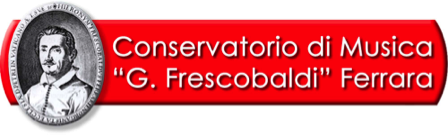 Conservatorio di Musica
“G. Frescobaldi” Ferrara